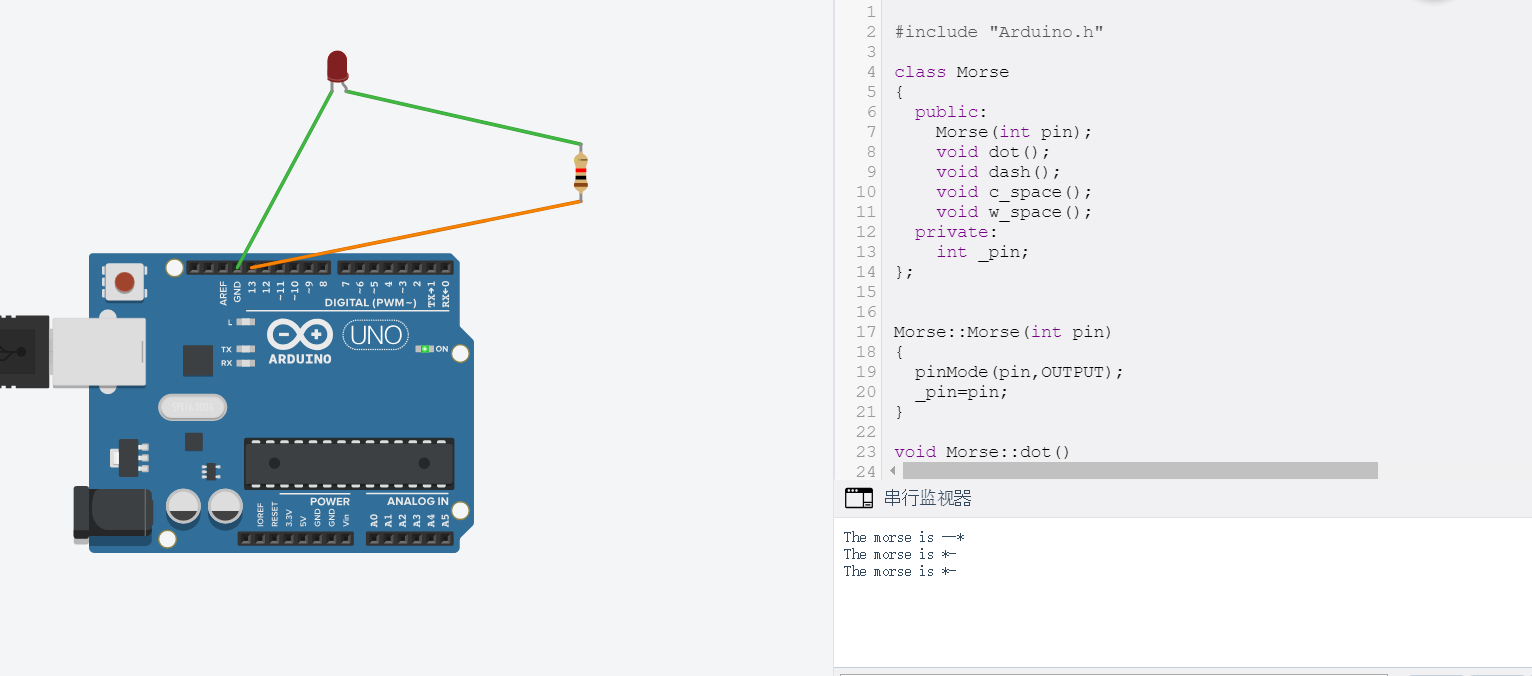 AREF
GND
13
12
~11
~10
~9
8
7
~6
~5
4
~3
2
TX→1
RX←0
DIGITAL (PWM~)
L
TX
RX
ARDUINO
UNO
ON
POWER
ANALOG IN
IOREF
RESET
3.3V
5V
GND
GND
Vin
A0
A1
A2
A3
A4
A5
1
2 #include "Arduino.h"
3
4 class Morse
5 {
6 public:
7 Morse(int pin);
8 void dot();
9 void dash();
10 void c_space();
11 void w_space();
12 private:
13 int _pin;
14 };
15
16
17 Morse::Morse(int pin)
18 {
19 pinMode(pin,OUTPUT);
20 _pin=pin;
21 }
22
23 void Morse::dot()
24
串行监视器
The morse is --*
The morse is *-
The morse is *-